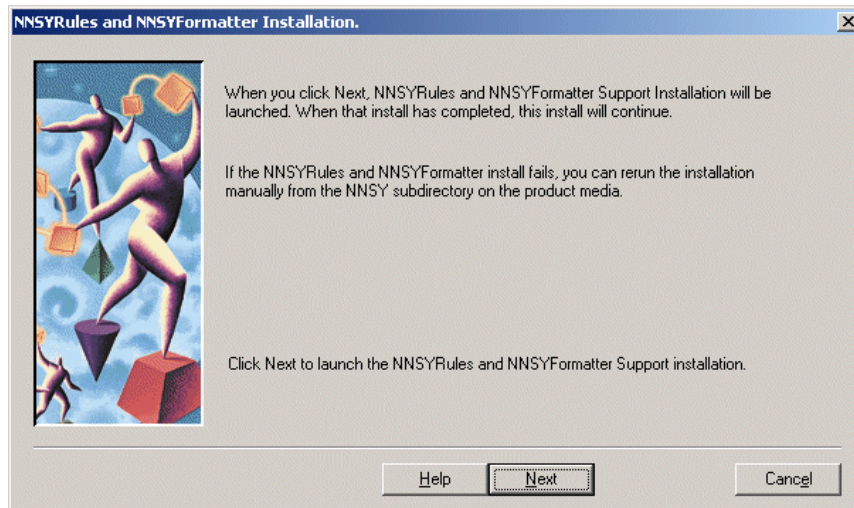 NNSYRules and NNSYFormatter Installation.
When you click Next, NNSYRules and NNSYFormatter Support Installation will be
launched. When that install has completed, this install will continue.
If the NNSYRules and NNSYFormatter install fails, you can rerun the installation
manually from the NNSY subdirectory on the product media.
Click Next to launch the NNSYRules and NNSYFormatter Support installation.
Help
Next
Cancel